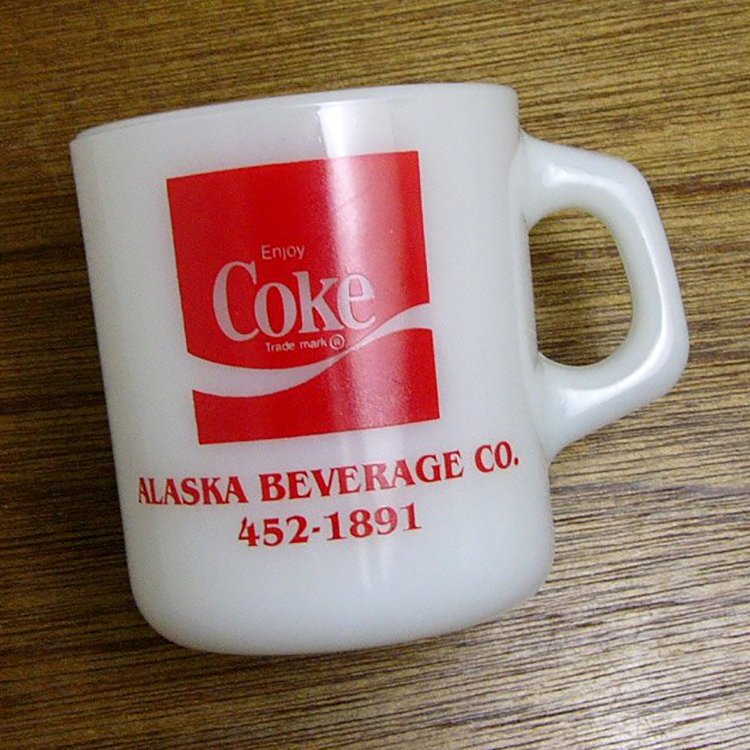 Enjoy
Coke
Trade mark ®
ALASKA BEVERAGE CO.
452-1891